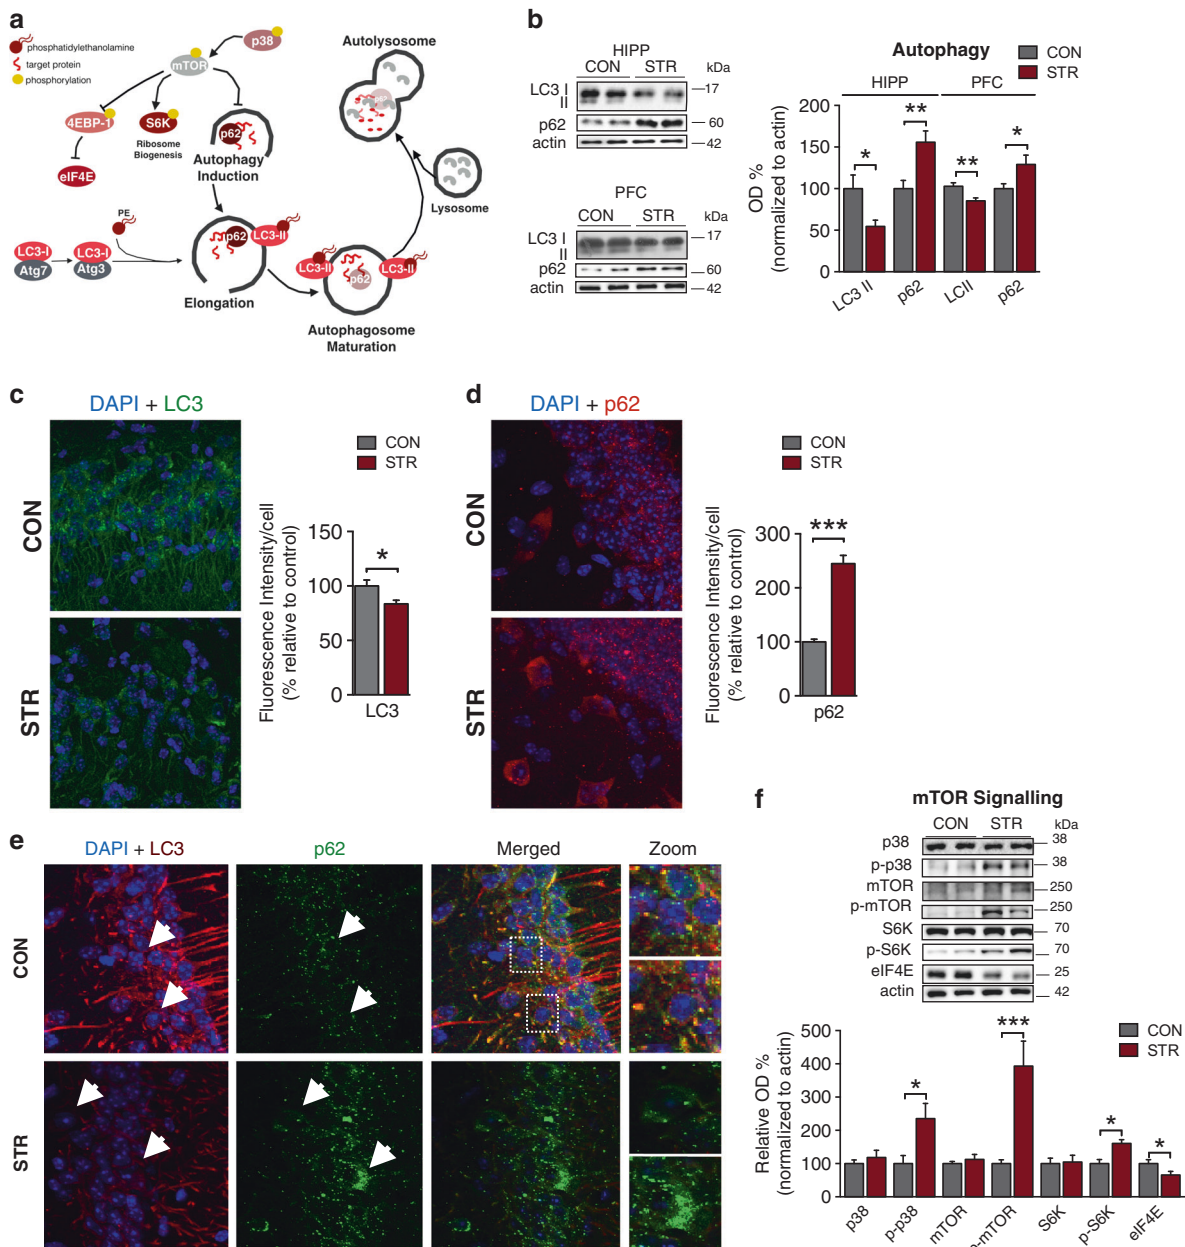 a
phosphatidylethanolamine
target protein
phosphorylation
p38
mTOR
4EBP-1
S6K
Ribosome
Biogenesis
eIF4E
p62
Autophagy
Induction
Autolysosome
p62
Lysosome
PE
LC3-I
Atg7
LC3-I
Atg3
p62
LC3-II
Elongation
LC3-II
p62
LC3-II
Autophagosome
Maturation
b
HIPP
CON STR kDa
LC3 I
II
17
p62
60
actin
42
PFC
CON STR kDa
LC3 I
II
17
p62
60
actin
42
Autophagy
CON
STR
HIPP PFC
OD %
(normalized to actin)
200
150
100
50
0
* ** ** *
LC3 II p62 LCII p62
c
DAPI + LC3
CON
STR
CON
STR
Fluorescence Intensity/cell
(% relative to control)
150
100
50
0
*
LC3
d
DAPI + p62
CON
STR
CON
STR
Fluorescence Intensity/cell
(% relative to control)
300
200
100
0
***
p62
e
DAPI + LC3 p62 Merged Zoom
CON
STR
f
mTOR Signalling
CON STR kDa
p38 38
p-p38 38
mTOR 250
p-mTOR 250
S6K 70
p-S6K 70
eIF4E 25
actin 42
CON
STR
Relative OD %
(normalized to actin)
500
400
300
200
100
0
* *** * *
p38 p-p38 mTOR p-mTOR S6K p-S6K eIF4E